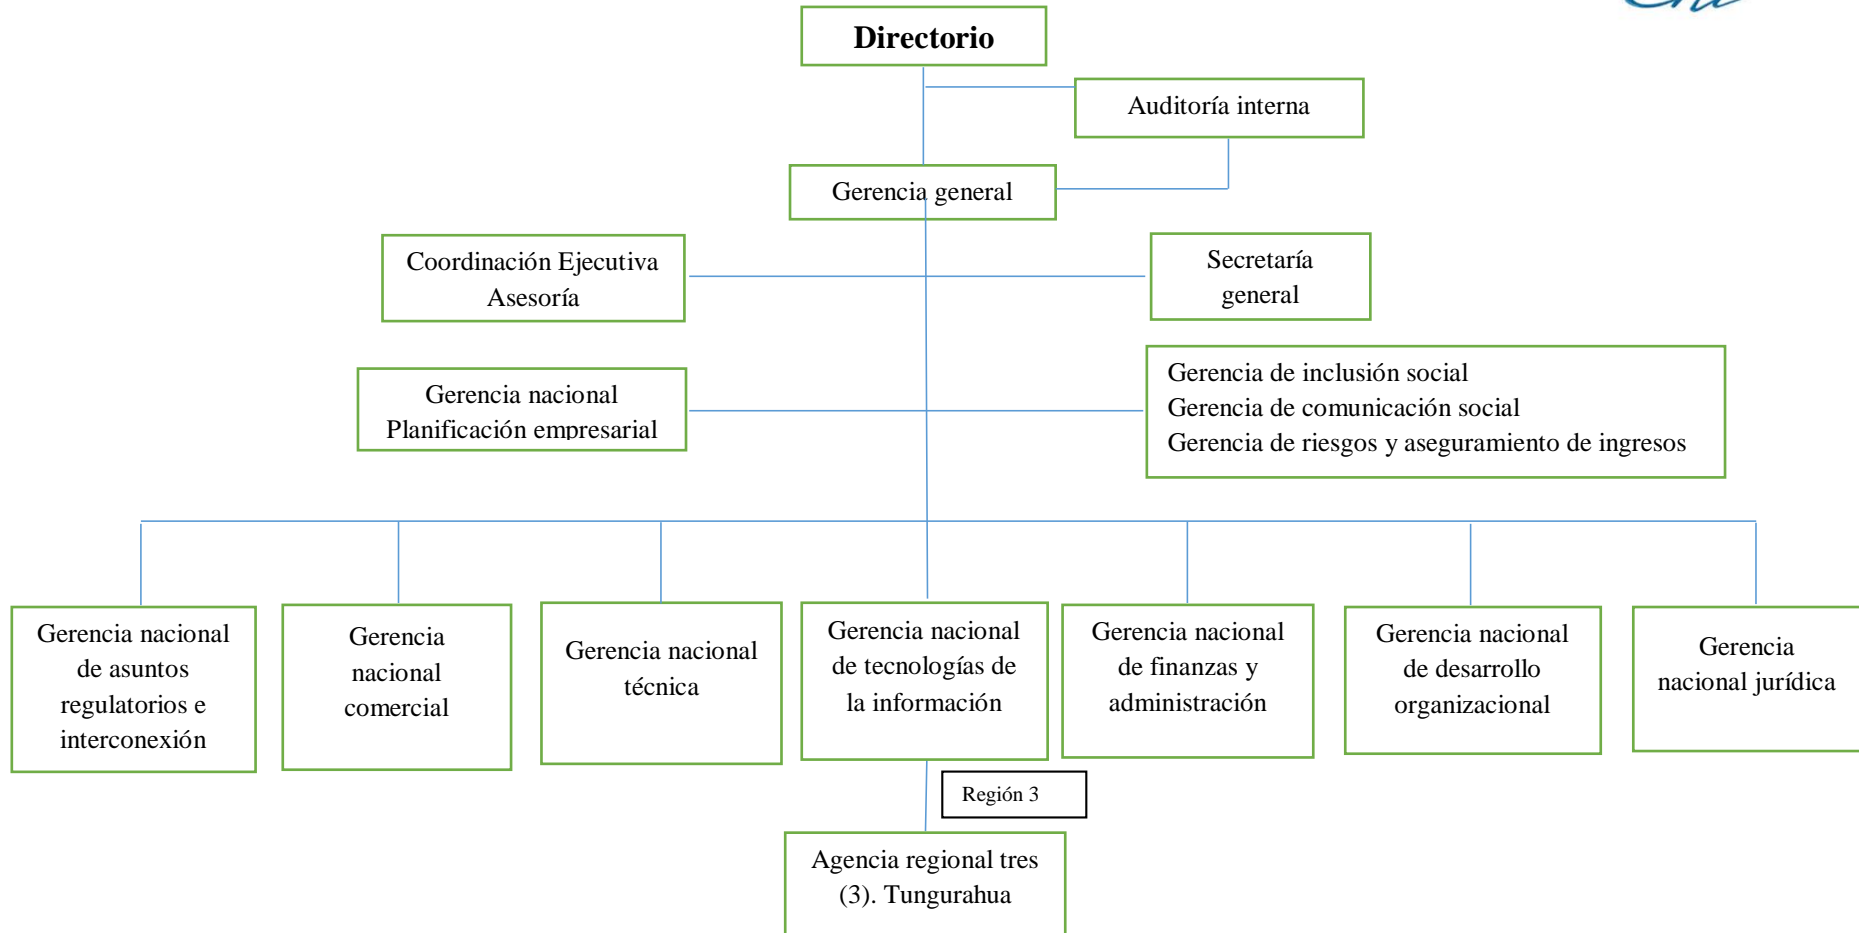 Directorio
Auditoría interna
Gerencia general
Coordinación Ejecutiva
Asesoría
Secretaría
general
Gerencia nacional
Planificación empresarial
Gerencia de inclusión social
Gerencia de comunicación social
Gerencia de riesgos y aseguramiento de ingresos
Gerencia nacional
de asuntos
regulatorios e
interconexión
Gerencia
nacional
comercial
Gerencia nacional
técnica
Gerencia nacional
de tecnologías de
la información
Gerencia nacional
de finanzas y
administración
Gerencia nacional
de desarrollo
organizacional
Gerencia
nacional jurídica
Región 3
Agencia regional tres
(3). Tungurahua